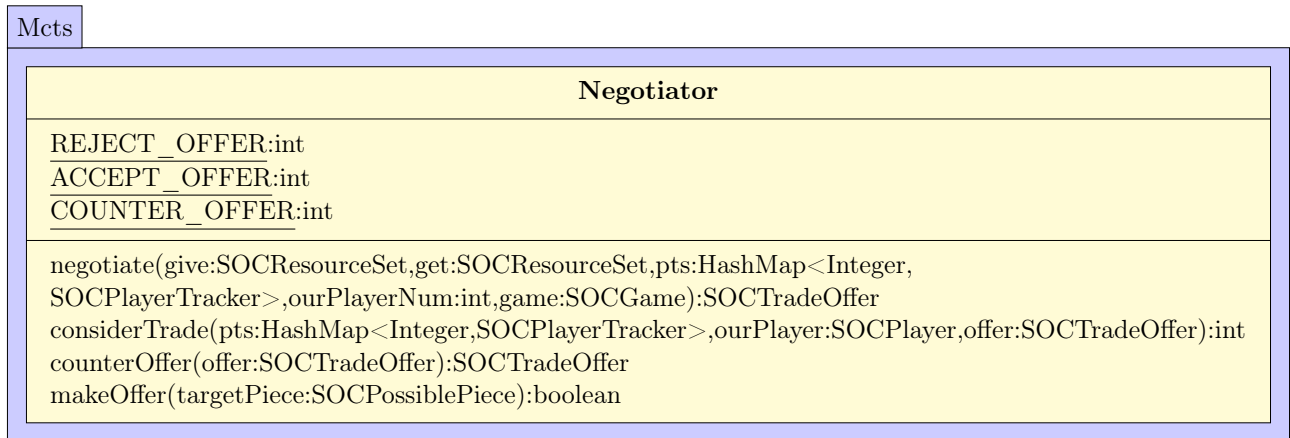 Mcts
Negotiator
REJECT_OFFER:int
ACCEPT_OFFER:int
COUNTER_OFFER:int
negotiate(give:SOCResourceSet,get:SOCResourceSet,pts:HashMap<Integer,
SOCPlayerTracker>,ourPlayerNum:int,game:SOCGame):SOCTradeOffer
considerTrade(pts:HashMap<Integer,SOCPlayerTracker>,ourPlayer:SOCPlayer,offer:SOCTradeOffer):int
counterOffer(offer:SOCTradeOffer):SOCTradeOffer
makeOffer(targetPiece:SOCPossiblePiece):boolean